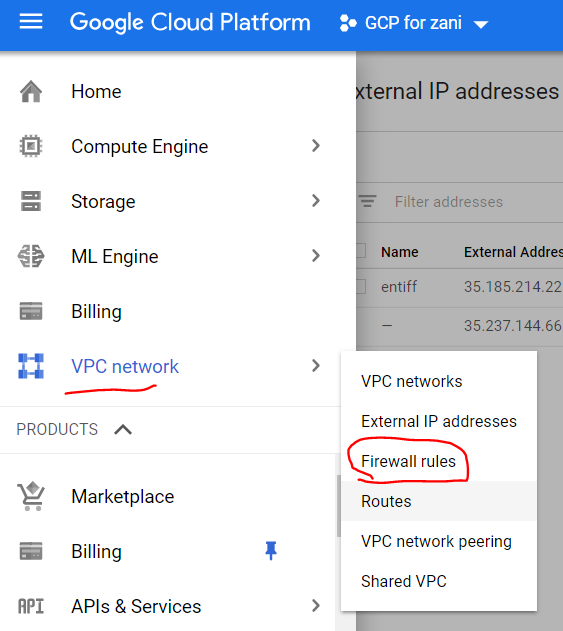 Google Cloud Platform GCP for zani
Home
Compute Engine
Storage
ML Engine
Billing
VPC network
PRODUCTS
Marketplace
Billing
API APIs & Services
xternal IP addresses
Filter addresses
Name External Addres
entiff 35.185.214.22
— 35.237.144.66
VPC networks
External IP addresses
Firewall rules
Routes
VPC network peering
Shared VPC